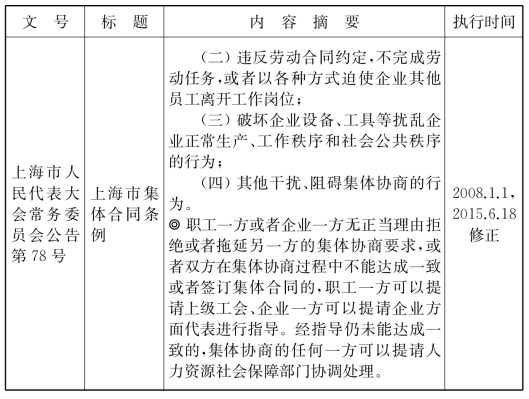 文 号 标 题 内 容 摘 要 执行时间
上海市人
民代表大
会常务委
员会公告
第 78 号
上海市集
体合同条
例
(二) 违反劳动合同约定,不完成劳
动任务,或者以各种方式迫使企业其他
员工离开工作岗位;
(三) 破坏企业设备、工具等扰乱企
业正常生产、工作秩序和社会公共秩序
的行为;
(四) 其他干扰、阻碍集体协商的行
为。
◎ 职工一方或者企业一方无正当理由拒
绝或者拖延另一方的集体协商要求,或
者双方在集体协商过程中不能达成一致
或者签订集体合同的,职工一方可以提
请上级工会、企业一方可以提请企业方
面代表进行指导。经指导仍未能达成一
致的,集体协商的任何一方可以提请人
力资源社会保障部门协调处理。
2008.1.1,
2015.6.18
修正